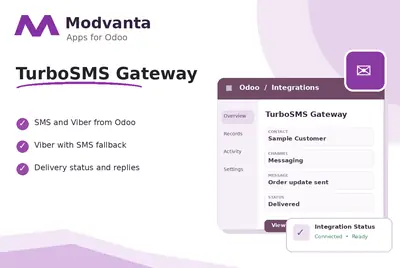 Modvanta
Apps for Odoo
TurboSMS Gateway
SMS and Viber from Odoo
Viber with SMS fallback
Delivery status and replies
Odoo / Integrations
Overview
Records
Activity
Settings
TurboSMS Gateway
CONTACT
Sample Customer
CHANNEL
Messaging
MESSAGE
Order update sent
STATUS
Delivered
View
Integration Status
Connected • Ready